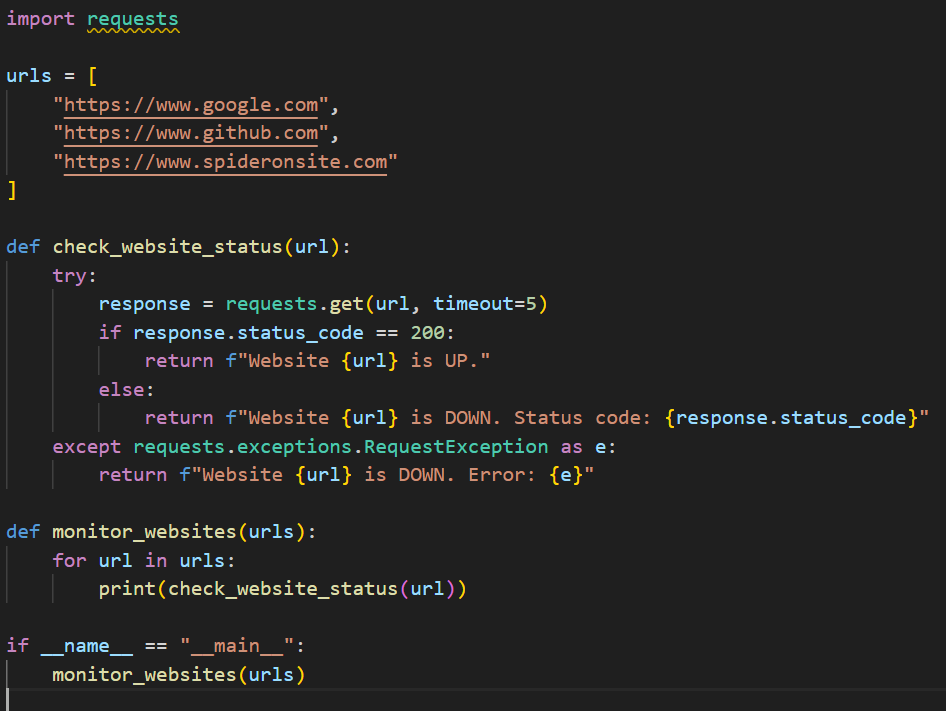 import requests

urls = [
    "https://www.google.com",
    "https://www.github.com",
    "https://www.spideronsite.com"
]

def check_website_status(url):
    try:
        response = requests.get(url, timeout=5)
        if response.status_code == 200:
            return f"Website {url} is UP."
        else:
            return f"Website {url} is DOWN. Status code: {response.status_code}"
    except requests.exceptions.RequestException as e:
        return f"Website {url} is DOWN. Error: {e}"

def monitor_websites(urls):
    for url in urls:
        print(check_website_status(url))

if __name__ == "__main__":
    monitor_websites(urls)